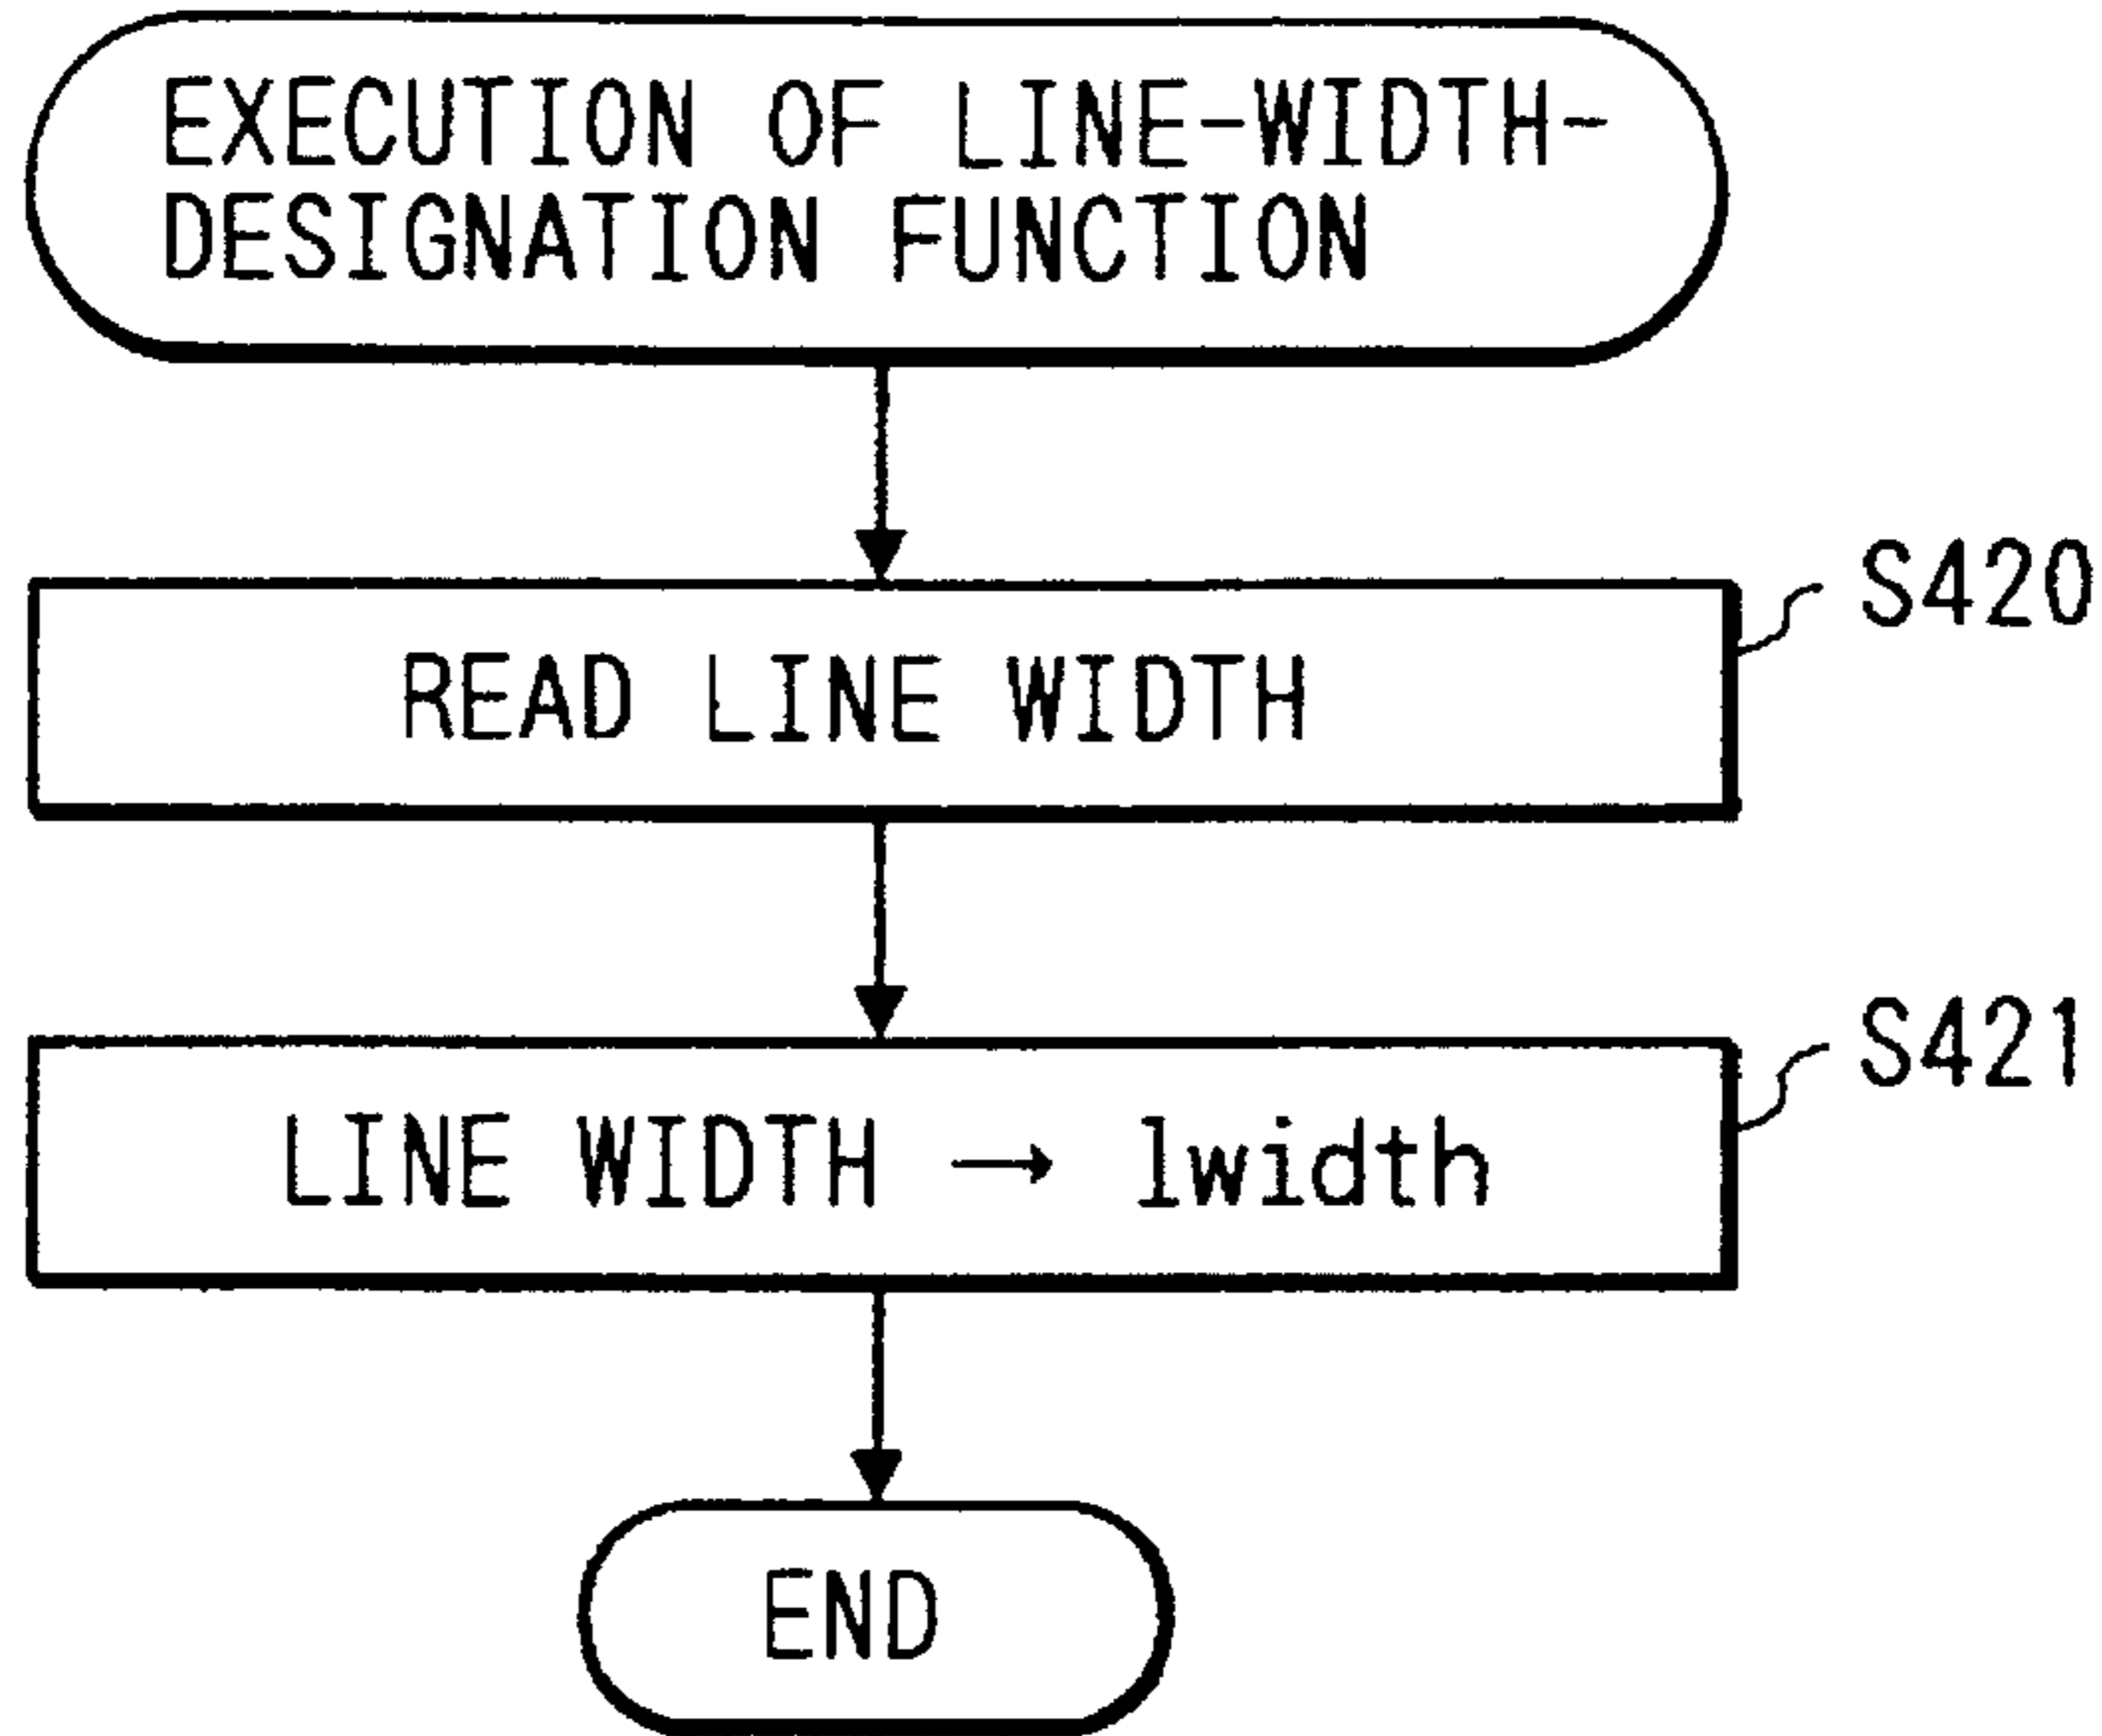 EXECUTION OF LINE-WIDTH-
DESIGNATION FUNCTION
S420
READ LINE WIDTH
S421
LINE WIDTH → lwidth
END